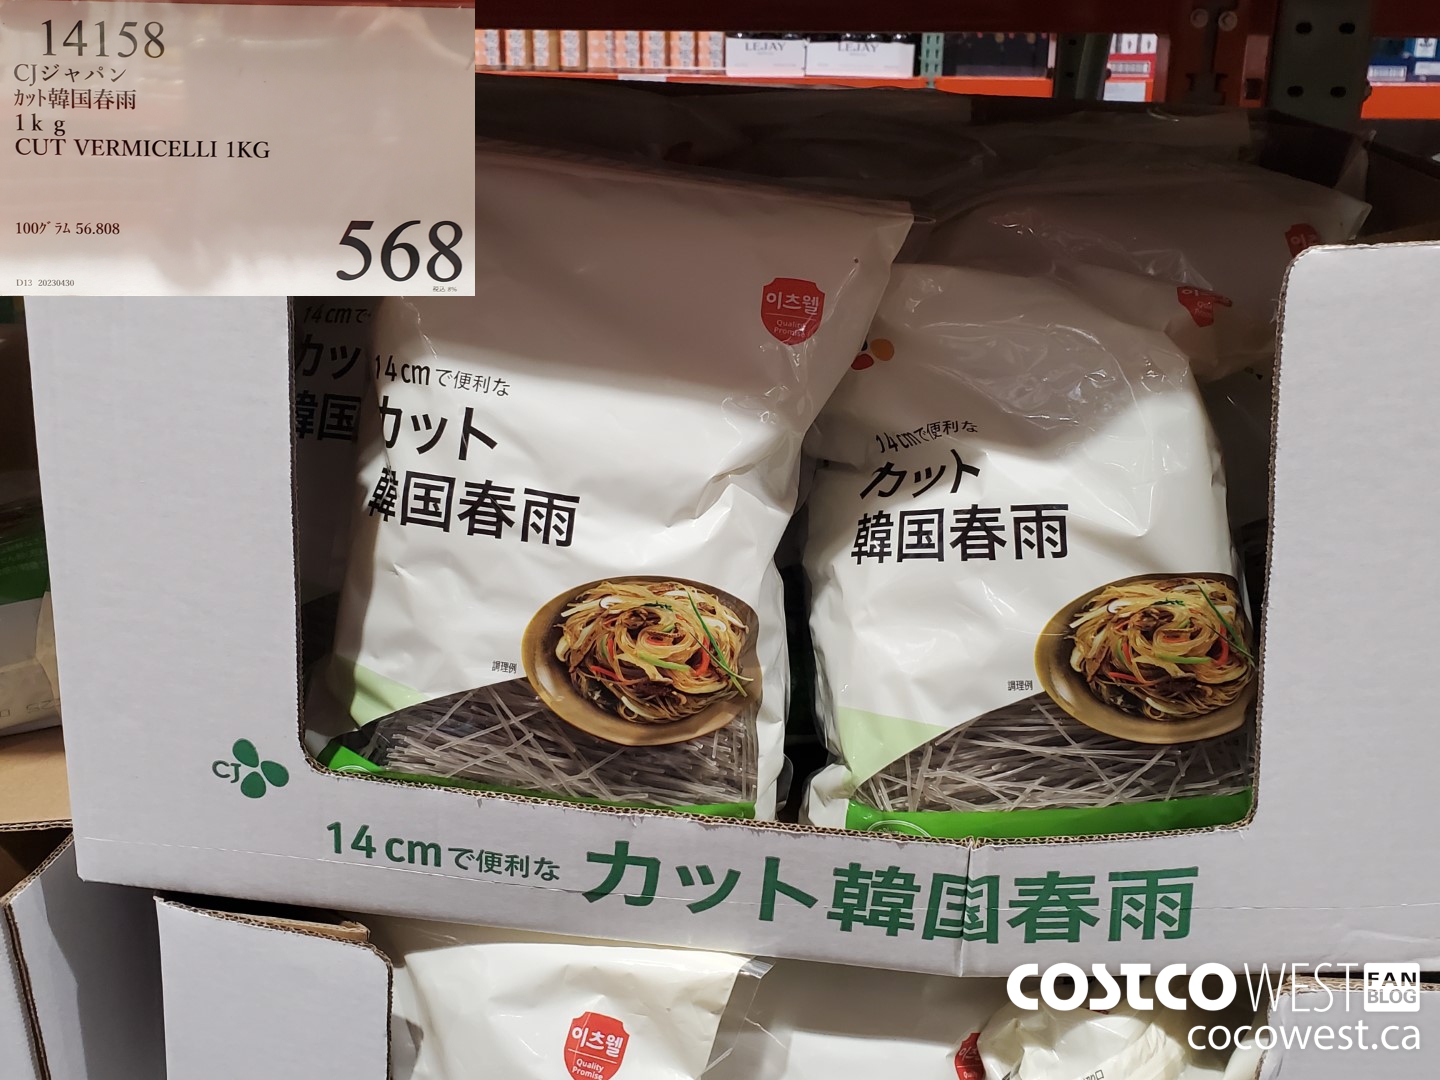 14158
CJジャパン
カット韓国春雨
1kg
CUT VERMICELLI 1KG
100グラム 56.808
568
D13 20230430
税込 8%
LEJAY
LEJAY
이츠웰
Quality
Promise
14cmで
カッ
韓国
14cmで便利な
カット
韓国春雨
調理例
14cmで便利な
カット
韓国春雨
調理例
CJ
14cmで便利な カット韓国春雨
이츠웰
Quality
Promise
COSTCO WEST FAN BLOG
cocowest.ca